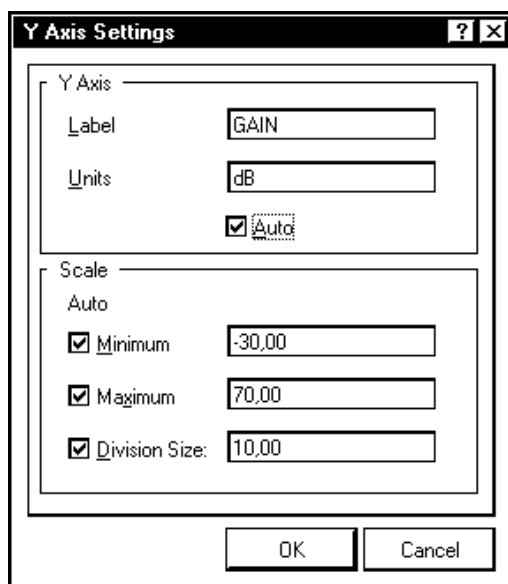 Y Axis Settings
Y Axis
Label GAIN
Units dB
Auto
Scale
Auto
Minimum -30,00
Maximum 70,00
Division Size: 10,00
OK Cancel